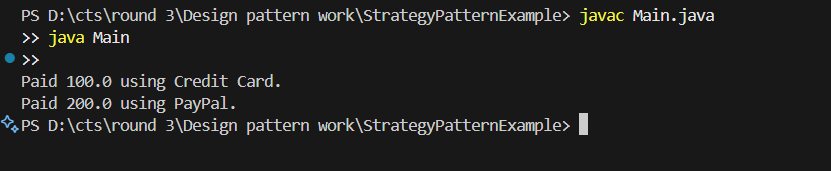 PS D:\cts\round 3\Design pattern work\StrategyPatternExample> javac Main.java
>> java Main
>>
Paid 100.0 using Credit Card.
Paid 200.0 using PayPal.
PS D:\cts\round 3\Design pattern work\StrategyPatternExample>